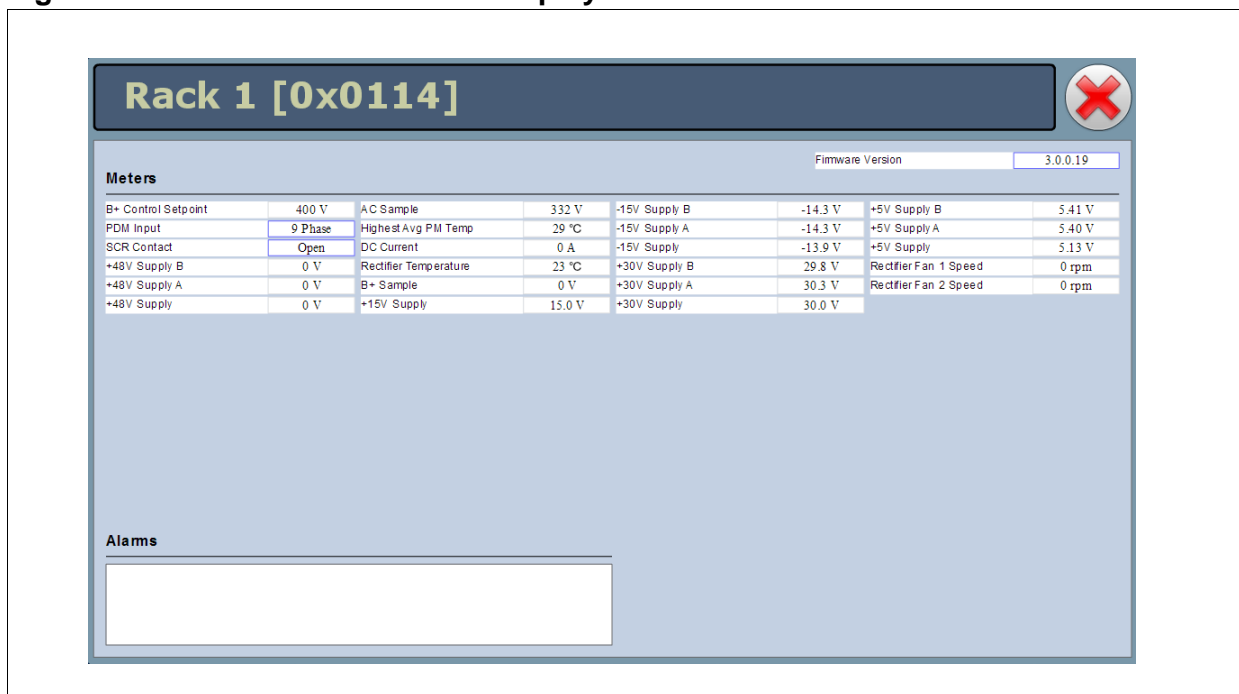 Rack 1 [0x0114]
Firmware Version 3.0.0.19
Meters
B+ Control Setpoint 400 V AC Sample 332 V -15V Supply B -14.3 V +5V Supply B 5.41 V
PDM Input 9 Phase Highest Avg PM Temp 29 °C -15V Supply A -14.3 V +5V Supply A 5.40 V
SCR Contact Open DC Current 0 A -15V Supply -13.9 V +5V Supply 5.13 V
+48V Supply B 0 V Rectifier Temperature 23 °C +30V Supply B 29.8 V Rectifier Fan 1 Speed 0 rpm
+48V Supply A 0 V B+ Sample 0 V +30V Supply A 30.3 V Rectifier Fan 2 Speed 0 rpm
+48V Supply 0 V +15V Supply 15.0 V +30V Supply 30.0 V
Alarms